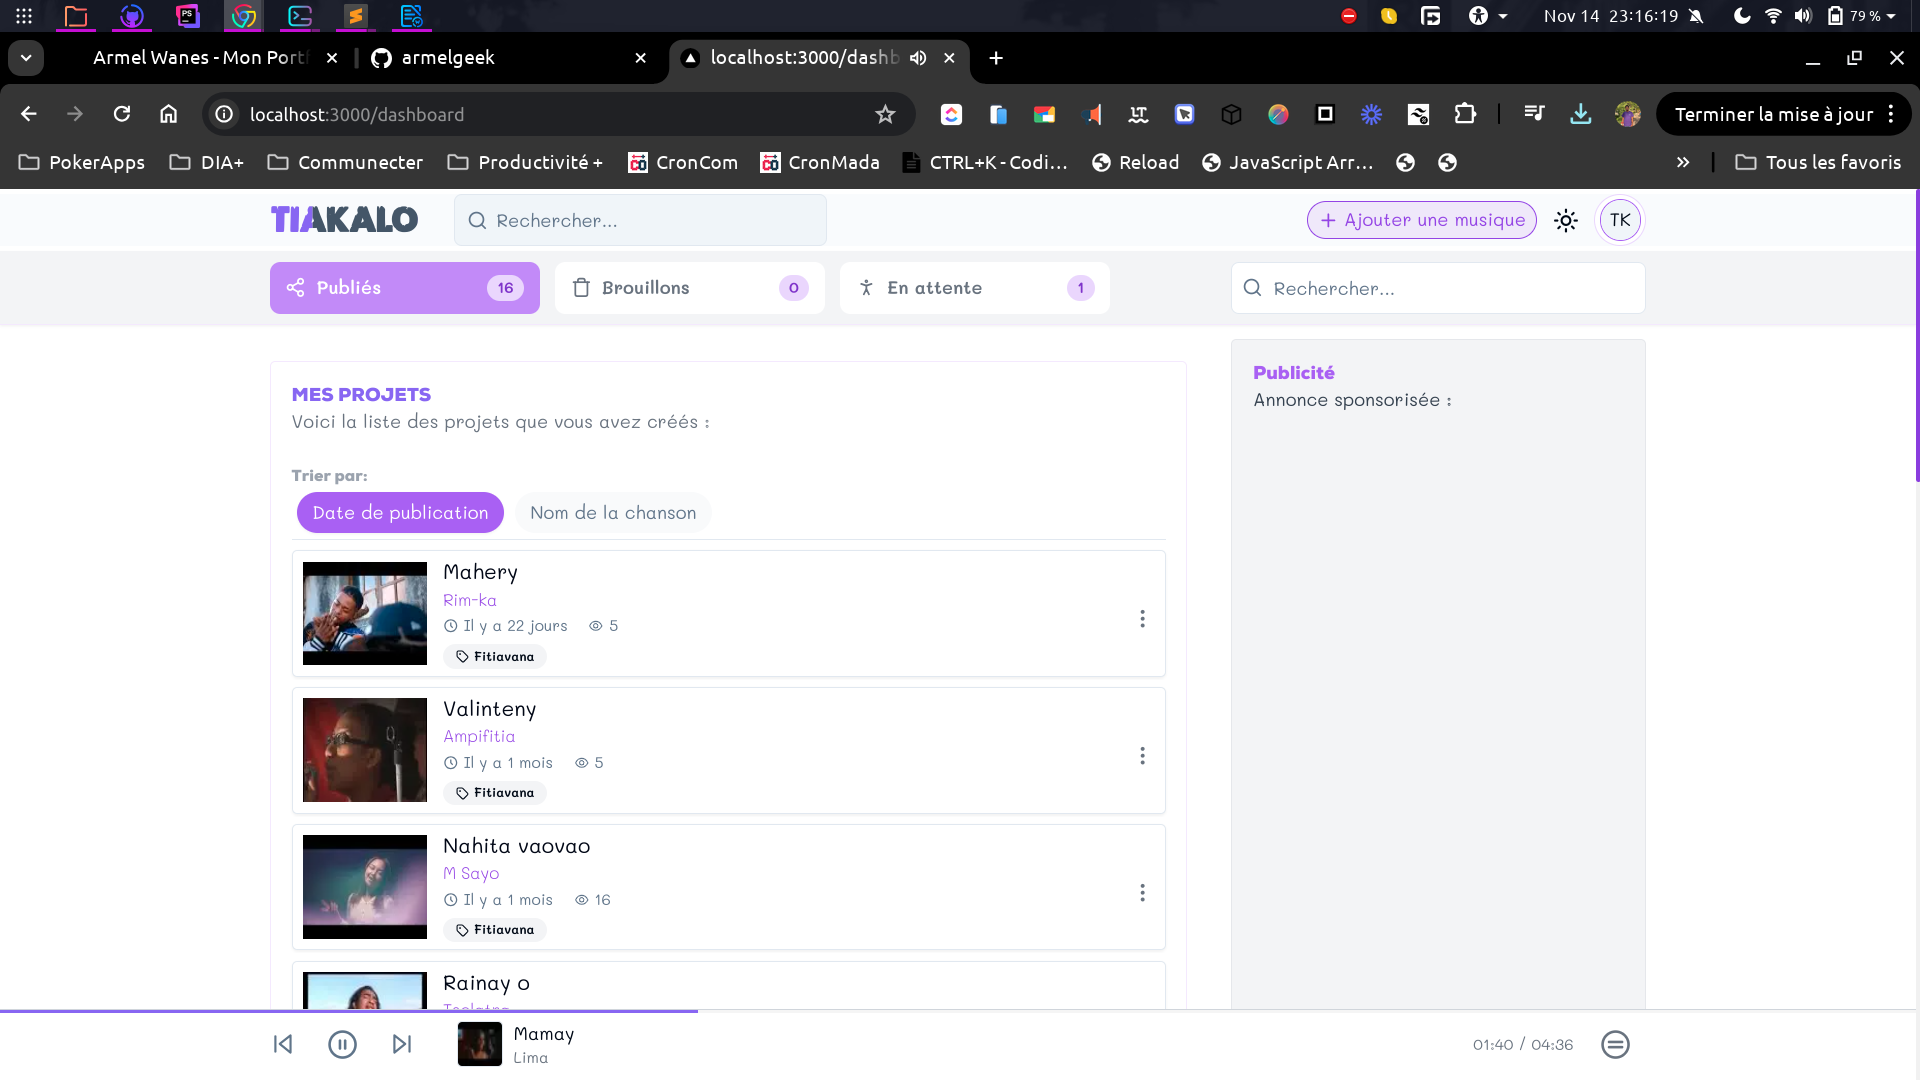 Nov 14 23:16:19
79 %
Armel Wanes - Mon Portf
armelgeek
localhost:3000/dashb
localhost:3000/dashboard
Terminer la mise à jour
PokerApps
DIA+
Communecter
Productivité +
CronCom
CronMada
CTRL+K - Codi...
Reload
JavaScript Arr...
Tous les favoris
TIAKALO
Rechercher...
+ Ajouter une musique
TK
Publiés
16
Brouillons
0
En attente
1
Rechercher...
MES PROJETS
Voici la liste des projets que vous avez créés :
Trier par:
Date de publication
Nom de la chanson
Mahery
Rim-ka
Il y a 22 jours
5
Fitiavana
Valinteny
Ampifitia
Il y a 1 mois
5
Fitiavana
Nahita vaovao
M Sayo
Il y a 1 mois
16
Fitiavana
Rainay o
Publicité
Annonce sponsorisée :
Mamay
Lima
01:40 / 04:36